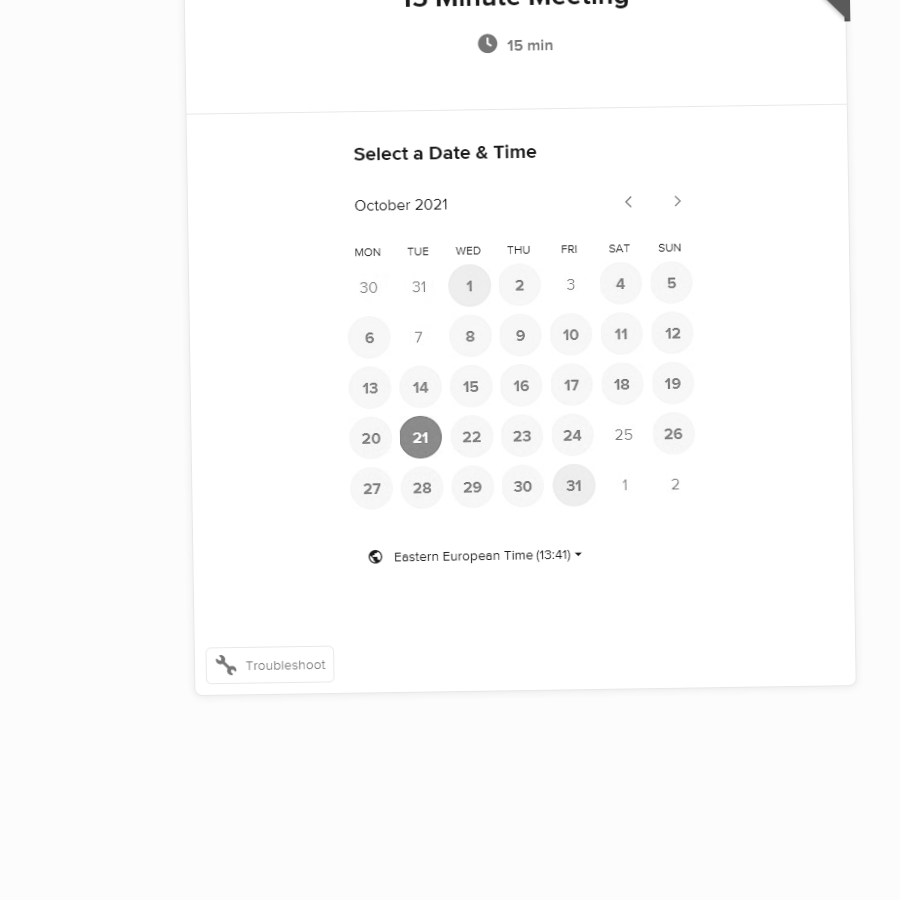 15 Minute Meeting
15 min
Select a Date & Time
October 2021
MON TUE WED THU FRI SAT SUN
30 31 1 2 3 4 5
6 7 8 9 10 11 12
13 14 15 16 17 18 19
20 21 22 23 24 25 26
27 28 29 30 31 1 2
Eastern European Time (13:41)
Troubleshoot